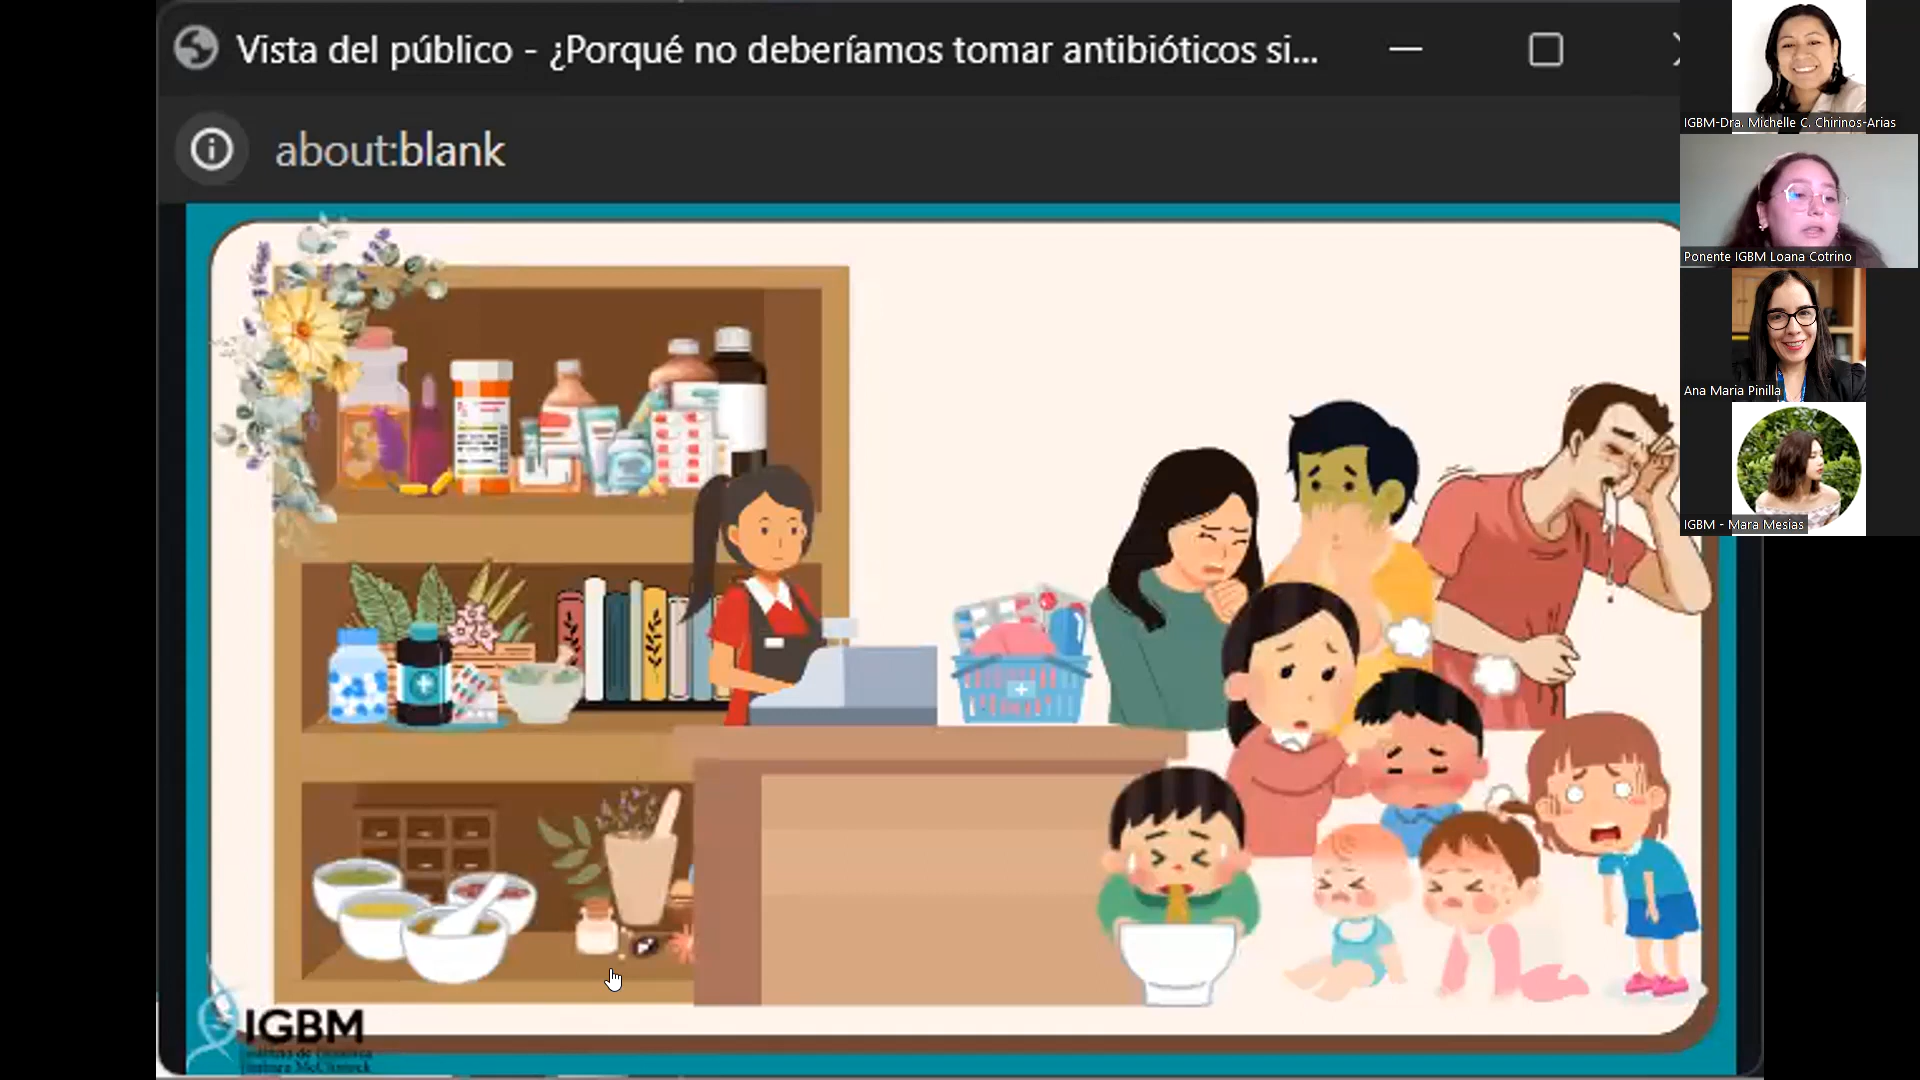 Vista del público - ¿Porqué no deberíamos tomar antibióticos si...
about:blank
IGBM-Dra. Michelle C. Chirinos-Arias
Ponente IGBM Loana Cotrino
Ana Maria Pinilla
IGBM - Mara Mesias
IGBM